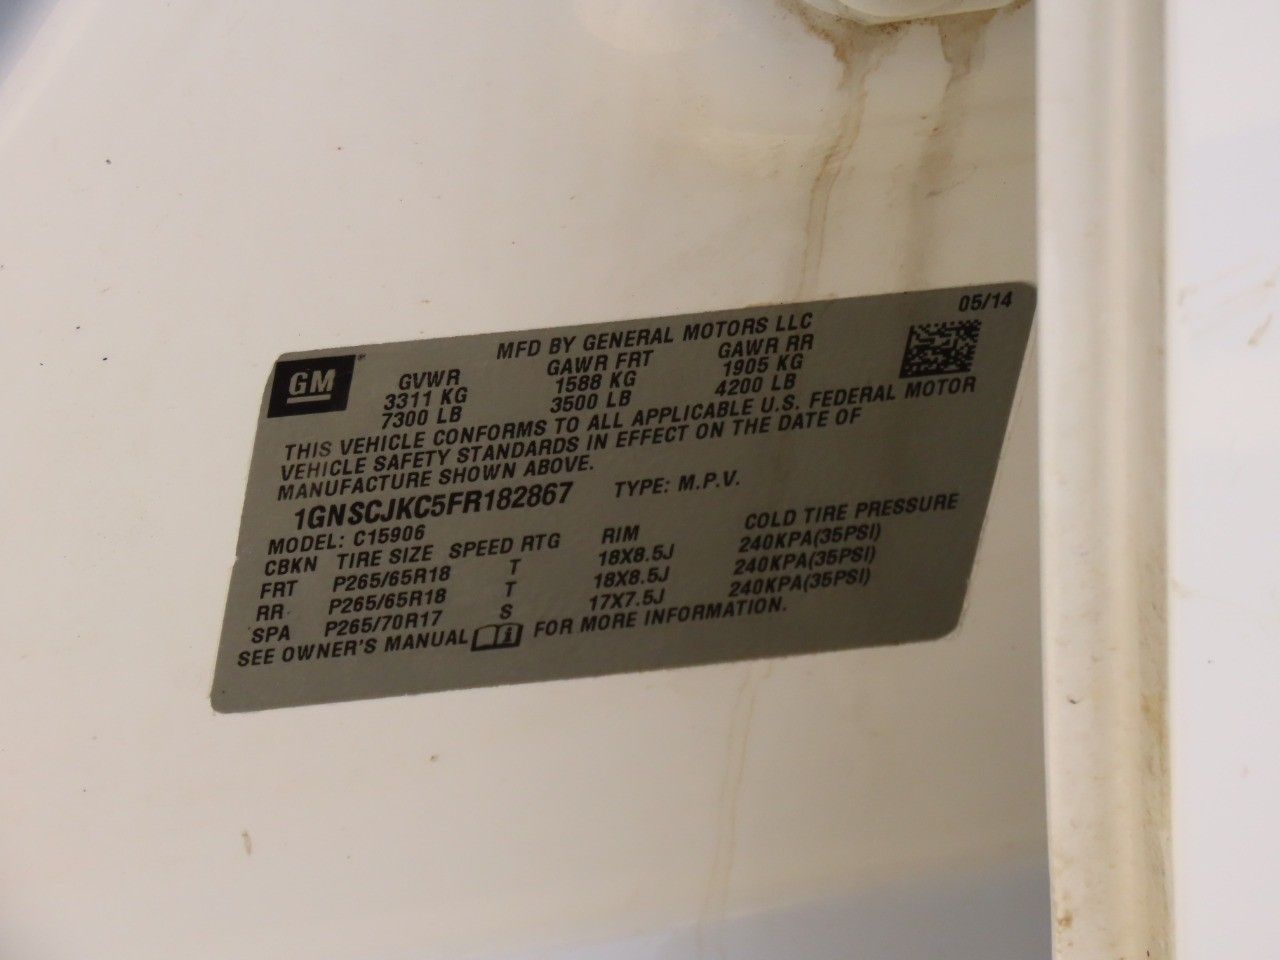 05/14
MFD BY GENERAL MOTORS LLC
GM
GVWR GAWR FRT GAWR RR
3311 KG 1588 KG 1905 KG
7300 LB 3500 LB 4200 LB
THIS VEHICLE CONFORMS TO ALL APPLICABLE U.S. FEDERAL MOTOR
VEHICLE SAFETY STANDARDS IN EFFECT ON THE DATE OF
MANUFACTURE SHOWN ABOVE.
1GNSCJKC5FR182867 TYPE: M.P.V.
MODEL: C15906
CBKN TIRE SIZE SPEED RTG RIM COLD TIRE PRESSURE
FRT P265/65R18 T 18X8.5J 240KPA(35PSI)
RR P265/65R18 T 18X8.5J 240KPA(35PSI)
SPA P265/70R17 S 17X7.5J 240KPA(35PSI)
SEE OWNER'S MANUAL FOR MORE INFORMATION.